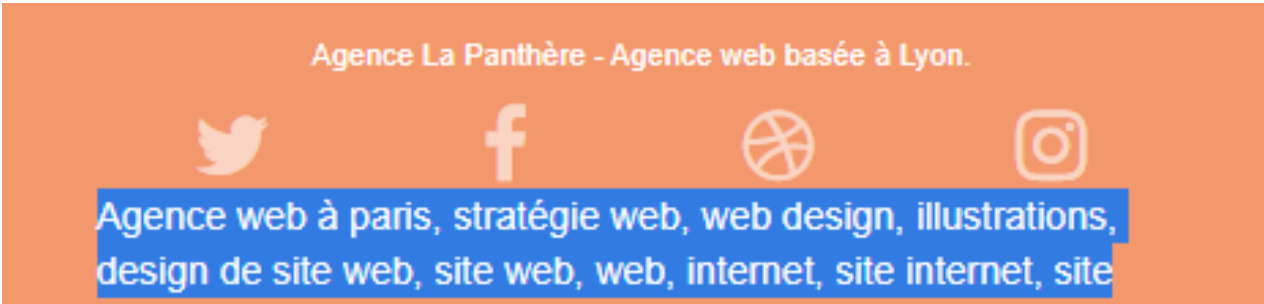 Agence La Panthère - Agence web basée à Lyon.
Agence web à paris, stratégie web, web design, illustrations,
design de site web, site web, web, internet, site internet, site